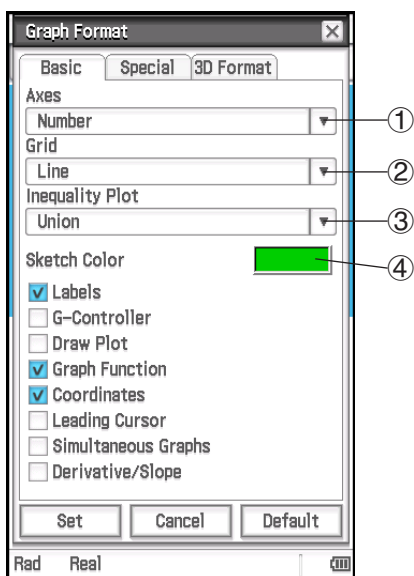 Graph Format
Basic Special 3D Format
Axes
Number ①
Grid
Line ②
Inequality Plot
Union ③
Sketch Color ④
Labels
G-Controller
Draw Plot
Graph Function
Coordinates
Leading Cursor
Simultaneous Graphs
Derivative/Slope
Set Cancel Default
Rad Real